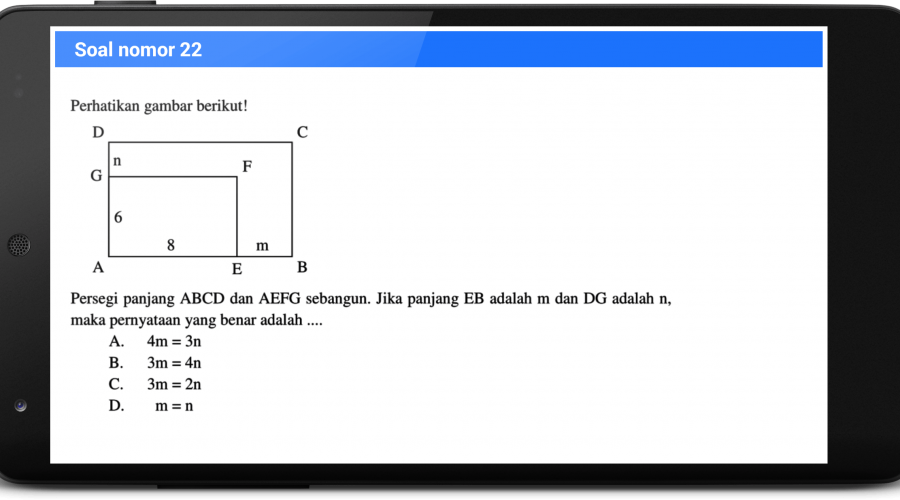 Soal nomor 22
Perhatikan gambar berikut!
D C
n F
G
6
8 m
A E B
Persegi panjang ABCD dan AEFG sebangun. Jika panjang EB adalah m dan DG adalah n,
maka pernyataan yang benar adalah ....
A. 4m = 3n
B. 3m = 4n
C. 3m = 2n
D. m = n